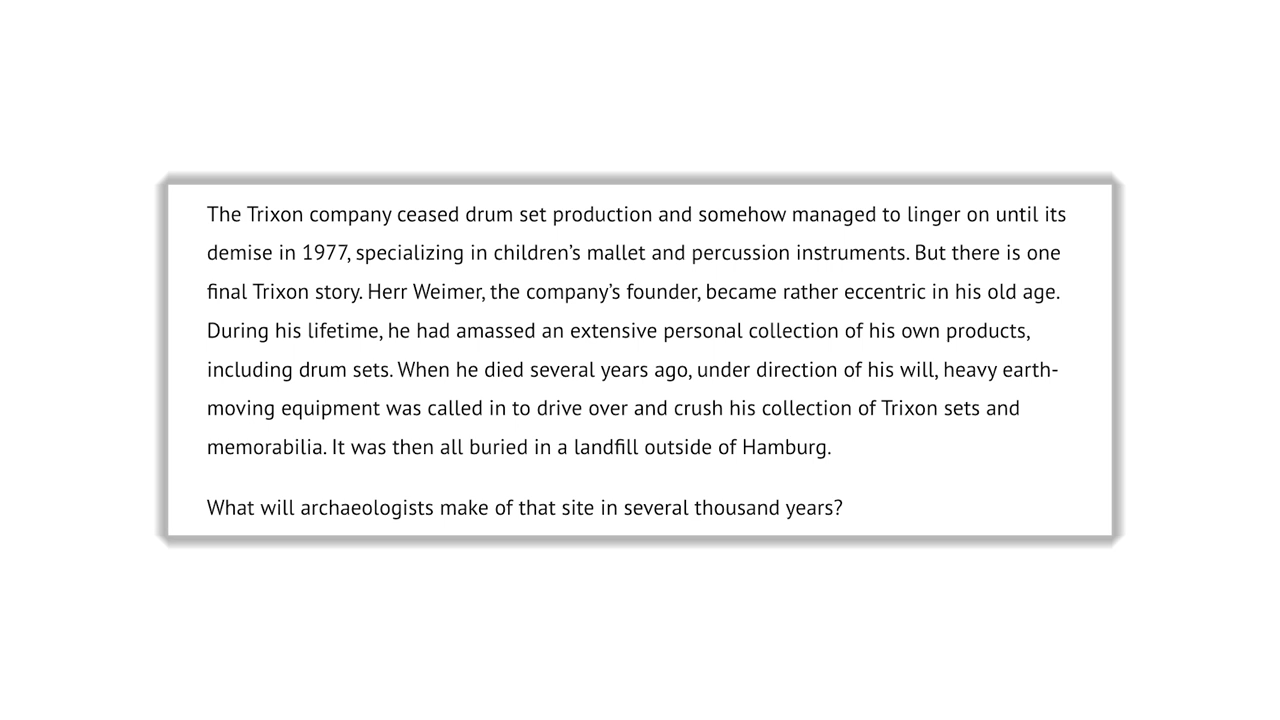 The Trixon company ceased drum set production and somehow managed to linger on until its
demise in 1977, specializing in children’s mallet and percussion instruments. But there is one
final Trixon story. Herr Weimer, the company’s founder, became rather eccentric in his old age.
During his lifetime, he had amassed an extensive personal collection of his own products,
including drum sets. When he died several years ago, under direction of his will, heavy earth-
moving equipment was called in to drive over and crush his collection of Trixon sets and
memorabilia. It was then all buried in a landfill outside of Hamburg.
What will archaeologists make of that site in several thousand years?